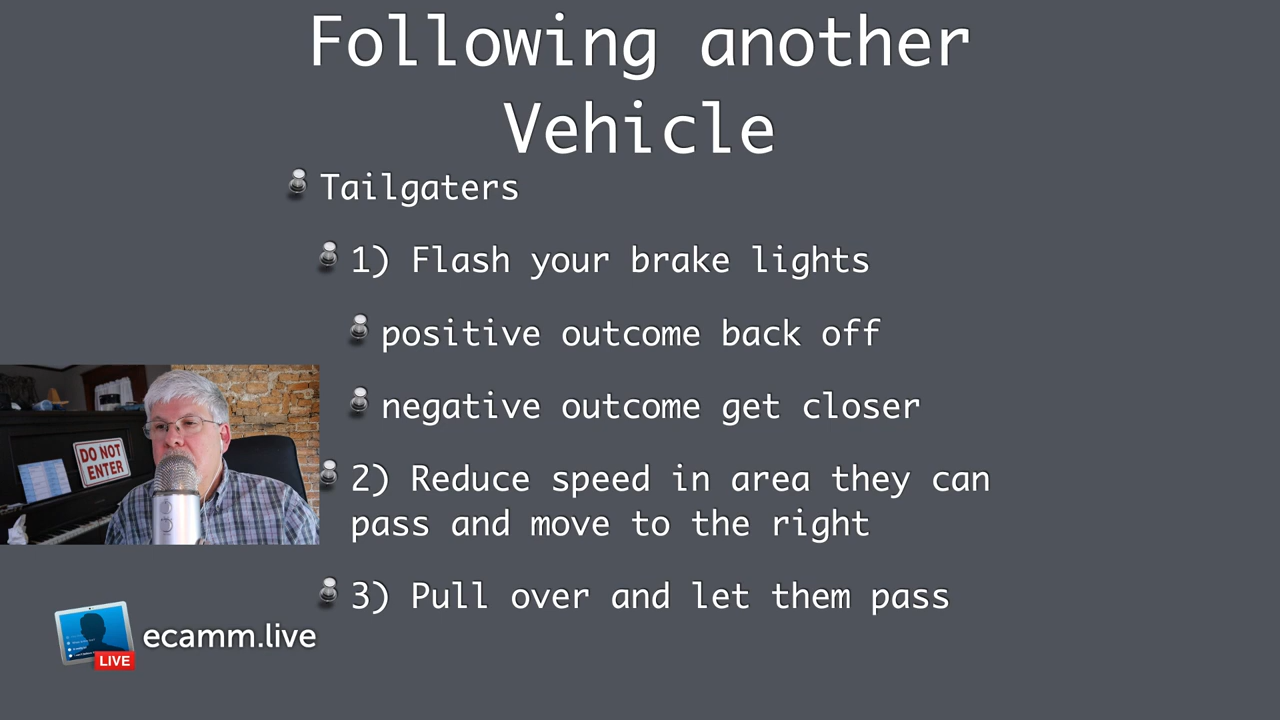 Following another
Vehicle
Tailgaters
1) Flash your brake lights
positive outcome back off
negative outcome get closer
DO NOT
ENTER
2) Reduce speed in area they can
pass and move to the right
3) Pull over and let them pass
ecamm.live
LIVE